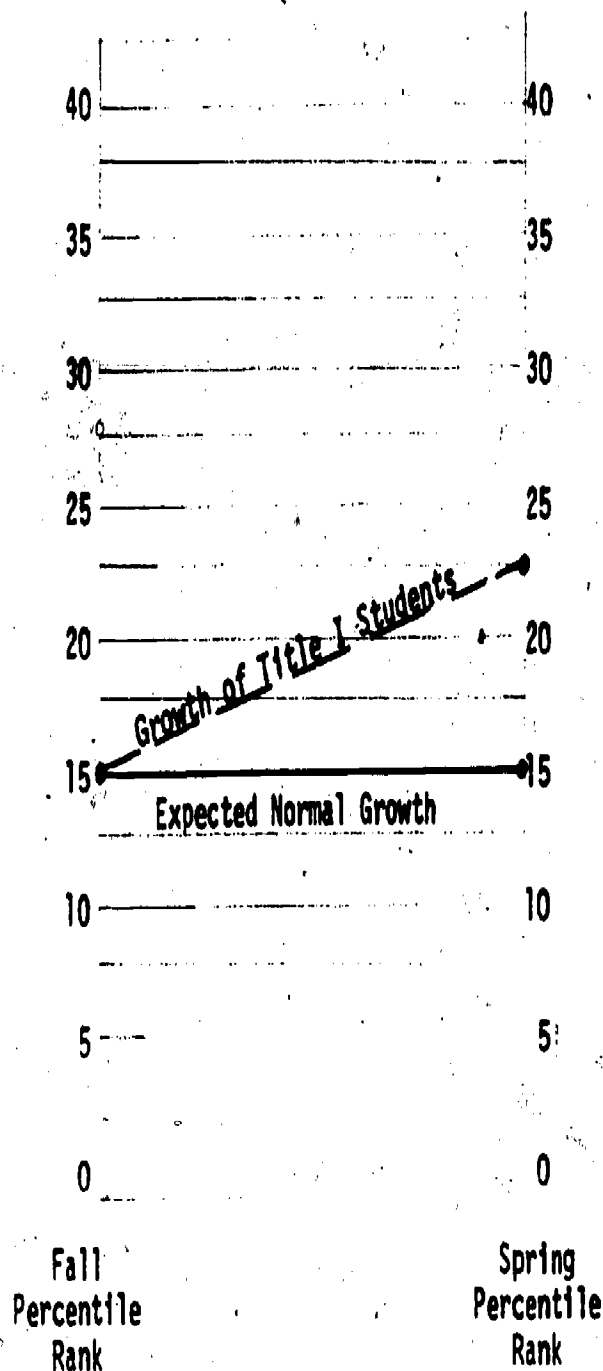 40 40
35 35
30 30
25 25
20 20
Growth of Title I Students
15 15
Expected Normal Growth
10 10
5 5
0 0
Fall
Percentile
Rank
Spring
Percentile
Rank